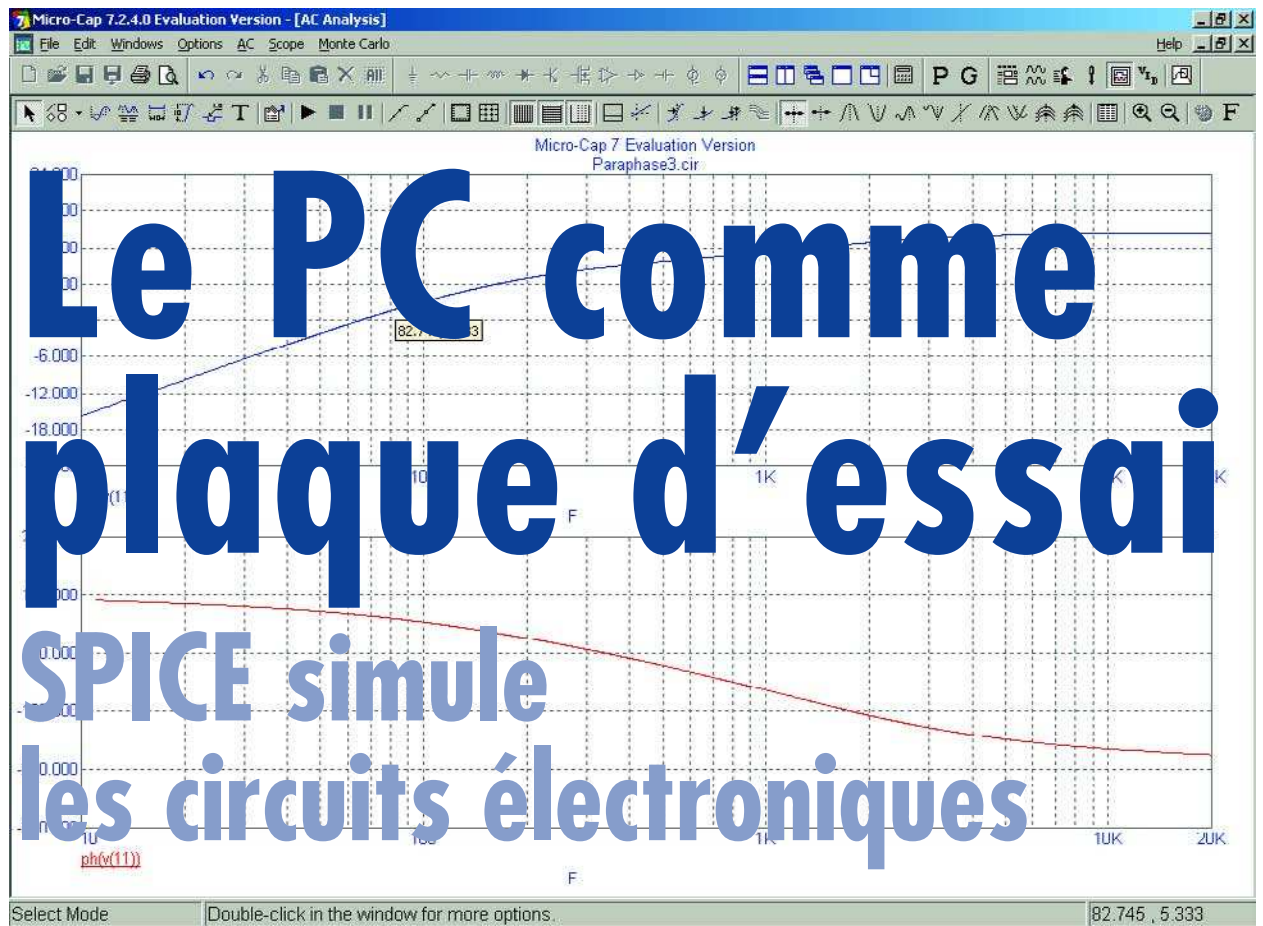 Micro-Cap 7.2.4.0 Evaluation Version - [AC Analysis]
File Edit Windows Options AC Scope Monte Carlo Help
P G
T F
Micro-Cap 7 Evaluation Version
Paraphase3.cir
Le PC comme
-6.000
-12.000
-18.000
plaque d'essai
1K
F
SPICE simule
les circuits électroniques
10 100 1K 10K 20K
ph(v(11))
F
Select Mode Double-click in the window for more options. 82.745 , 5.333